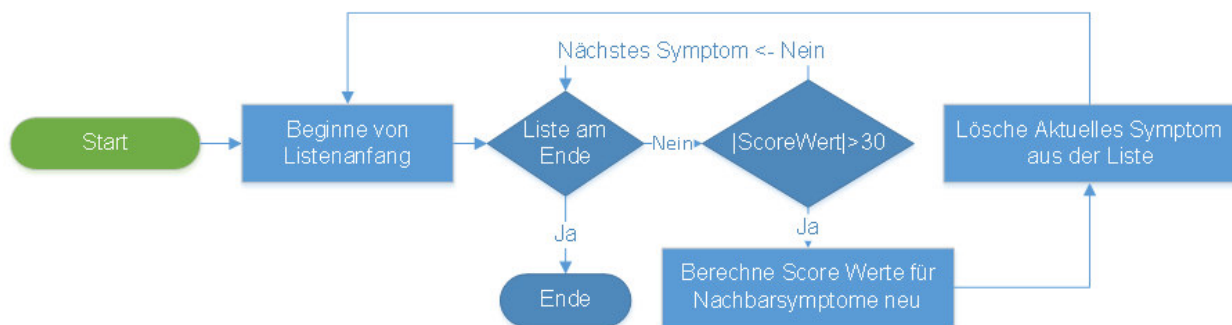 Nächstes Symptom <- Nein
Start
Beginne von
Listenanfang
Liste am
Ende
Nein
|ScoreWert|>30
Lösche Aktuelles Symptom
aus der Liste
Ja
Ja
Ende
Berechne Score Werte für
Nachbarsymptome neu